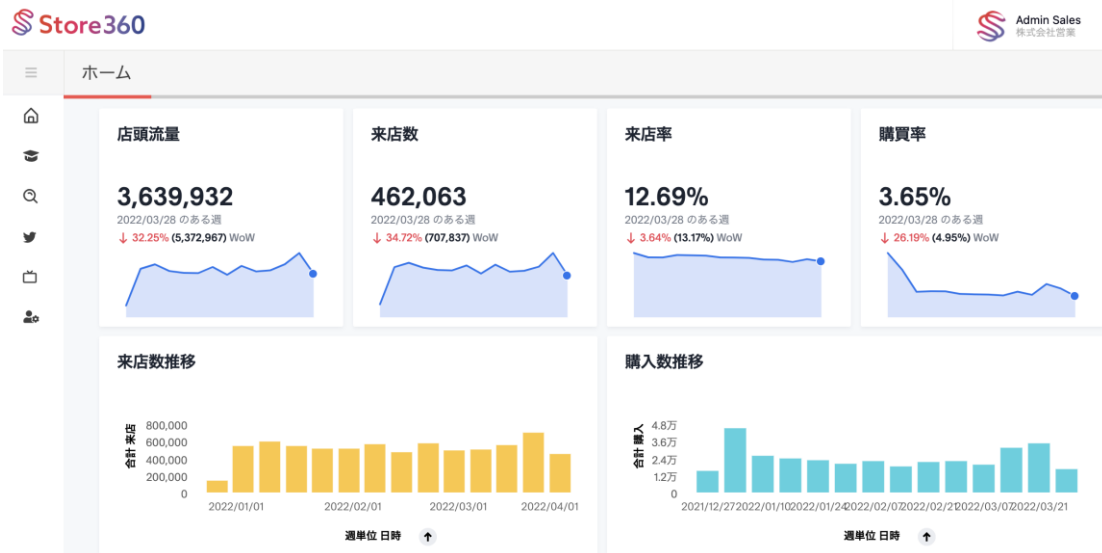 Store360
Admin Sales
株式会社営業
ホーム
店頭流量
3,639,932
2022/03/28 のある週
↓ 32.25% (5,372,967) WoW
来店数
462,063
2022/03/28 のある週
↓ 34.72% (707,837) WoW
来店率
12.69%
2022/03/28 のある週
↓ 3.64% (13.17%) WoW
購買率
3.65%
2022/03/28 のある週
↓ 26.19% (4.95%) WoW
来店数推移
合計 来店
800,000
600,000
400,000
200,000
0
2022/01/01 2022/02/01 2022/03/01 2022/04/01
週単位 日時 ↑
購入数推移
合計 購入
4.8万
3.6万
2.4万
1.2万
0
2021/12/27 2022/01/10 2022/01/24 2022/02/07 2022/02/21 2022/03/07 2022/03/21
週単位 日時 ↑